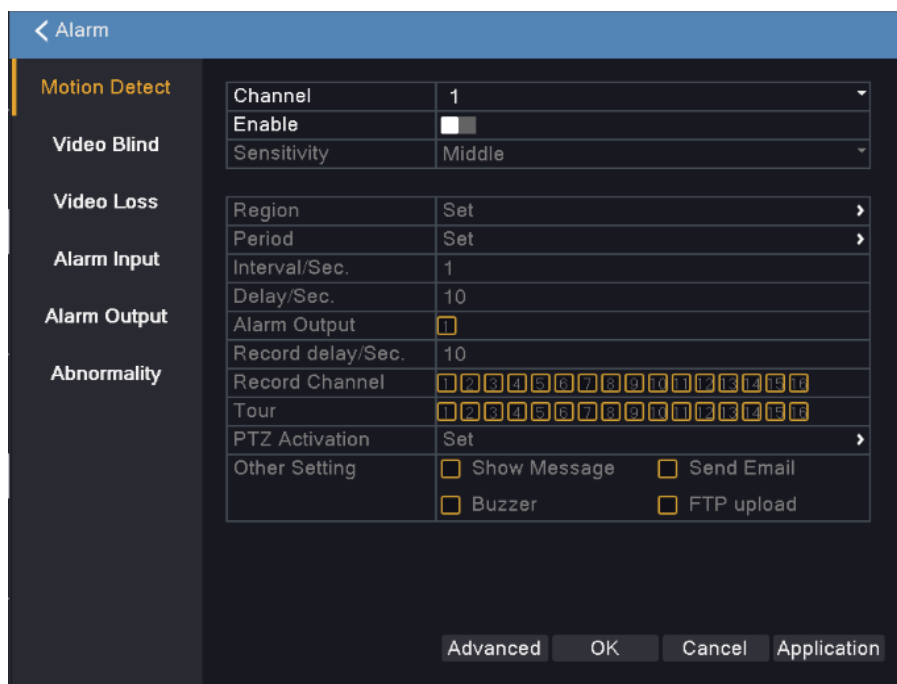 Alarm
Motion Detect
Video Blind
Video Loss
Alarm Input
Alarm Output
Abnormality
Channel 1
Enable
Sensitivity Middle
Region Set
Period Set
Interval/Sec. 1
Delay/Sec. 10
Alarm Output 1
Record delay/Sec. 10
Record Channel 1 2 3 4 5 6 7 8 9 10 11 12 13 14 15 16
Tour 1 2 3 4 5 6 7 8 9 10 11 12 13 14 15 16
PTZ Activation Set
Other Setting Show Message Send Email
Buzzer FTP upload
Advanced OK Cancel Application